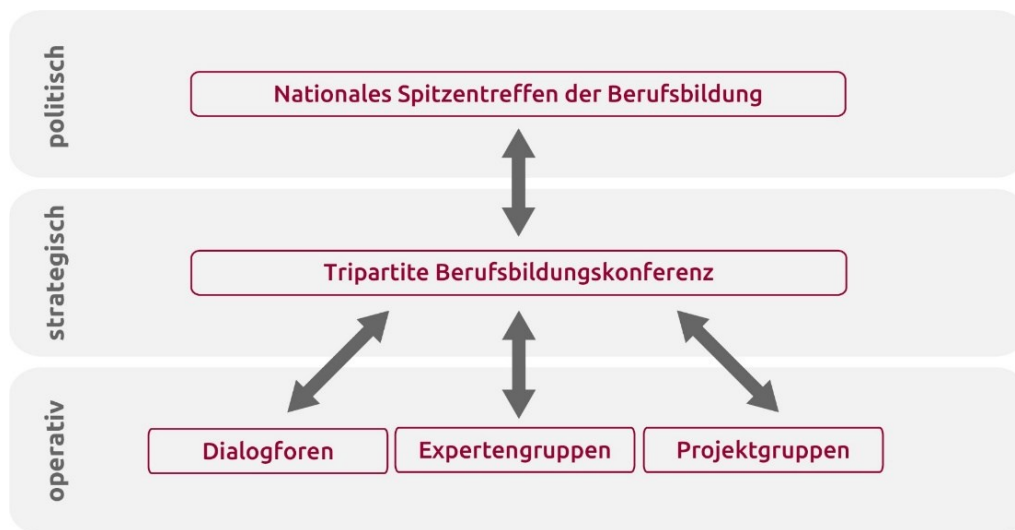 politisch
Nationales Spitzentreffen der Berufsbildung
strategisch
Tripartite Berufsbildungskonferenz
operativ
Dialogforen
Expertengruppen
Projektgruppen